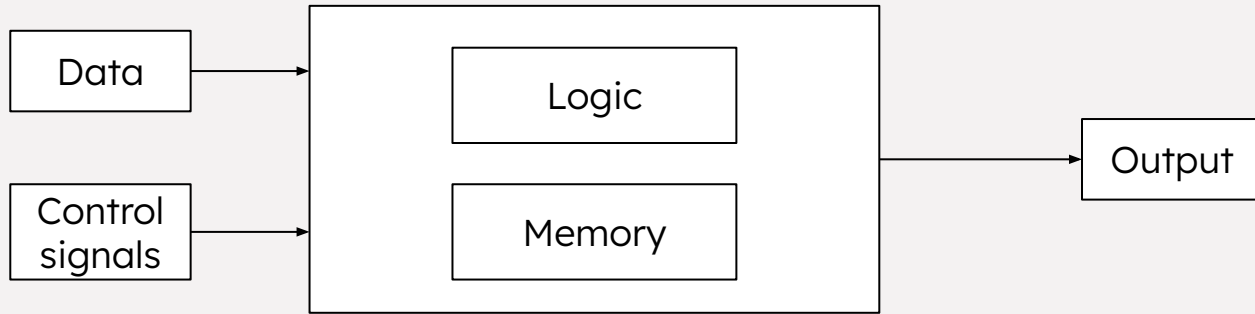 Data
Logic
Output
Control
signals
Memory